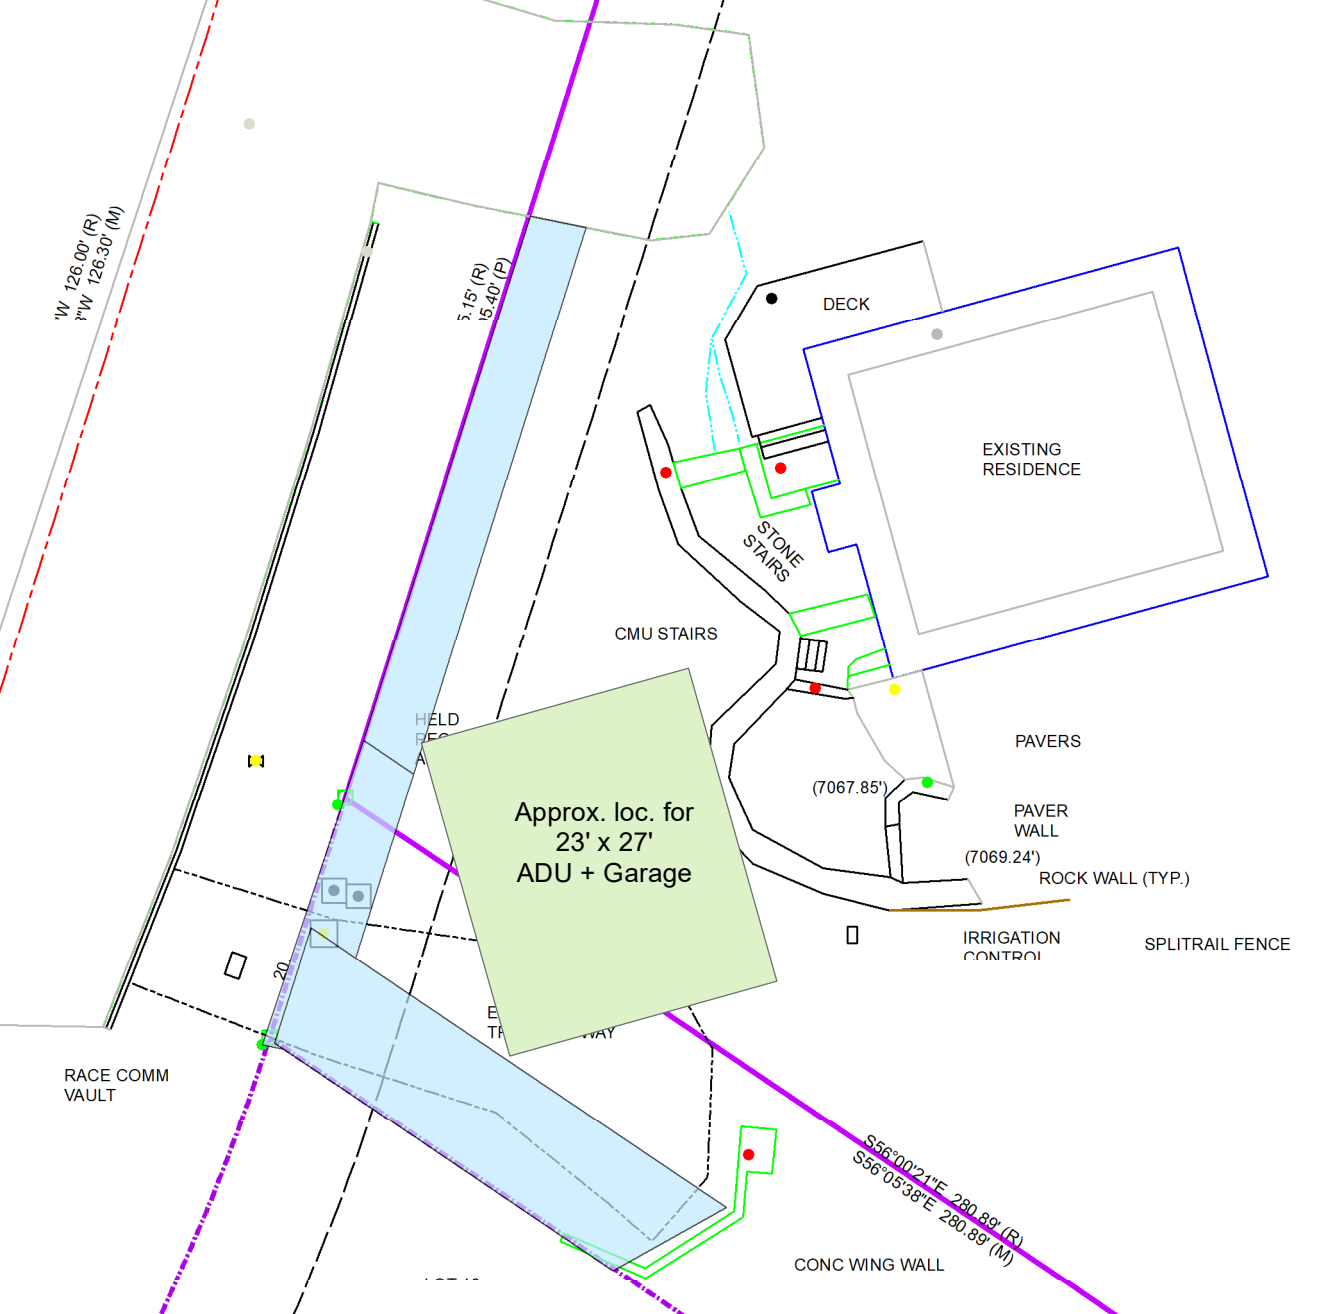 'W 126.00' (R)
"W 126.30' (M)
5.15' (R)
5.40' (P)
DECK
EXISTING
RESIDENCE
STONE
STAIRS
CMU STAIRS
HELD
PAVERS
(7067.85')
PAVER
WALL
(7069.24')
ROCK WALL (TYP.)
Approx. loc. for
23' x 27'
ADU + Garage
IRRIGATION
CONTROL
SPLITRAIL FENCE
20
RACE COMM
VAULT
S56°00'21"E 280.89' (R)
S56°05'38"E 280.89' (M)
CONC WING WALL